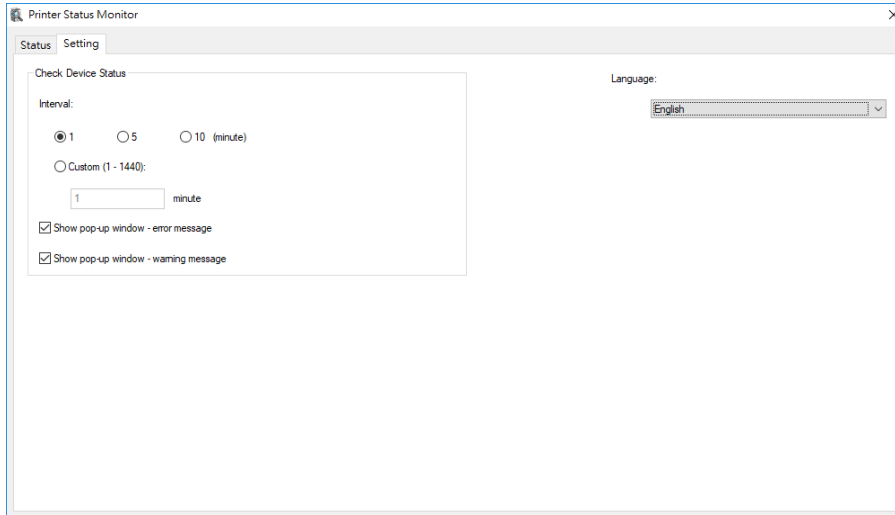 Printer Status Monitor
Status Setting
Check Device Status
Interval:
1 5 10 (minute)
Custom (1 - 1440):
1 minute
Show pop-up window - error message
Show pop-up window - warning message
Language:
English